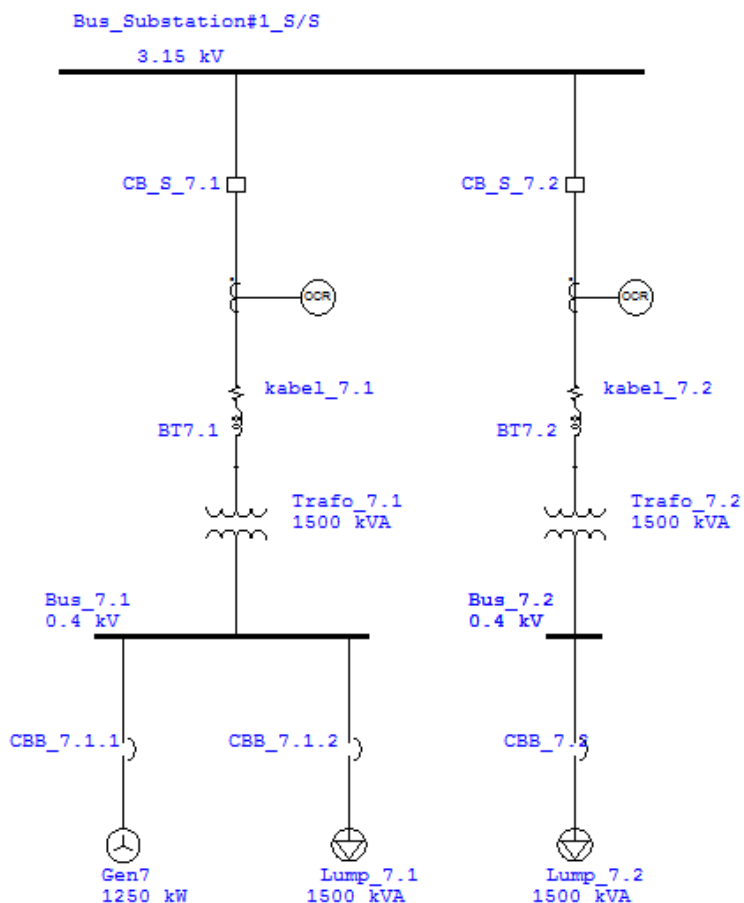 Bus_Substation#1_S/S
3.15 kV
CB_S_7.1
CB_S_7.2
OCR
OCR
kabel_7.1
kabel_7.2
BT7.1
BT7.2
Trafo_7.1
1500 kVA
Trafo_7.2
1500 kVA
Bus_7.1
0.4 kV
Bus_7.2
0.4 kV
CBB_7.1.1
CBB_7.1.2
CBB_7.2
Gen7
1250 kW
Lump_7.1
1500 kVA
Lump_7.2
1500 kVA